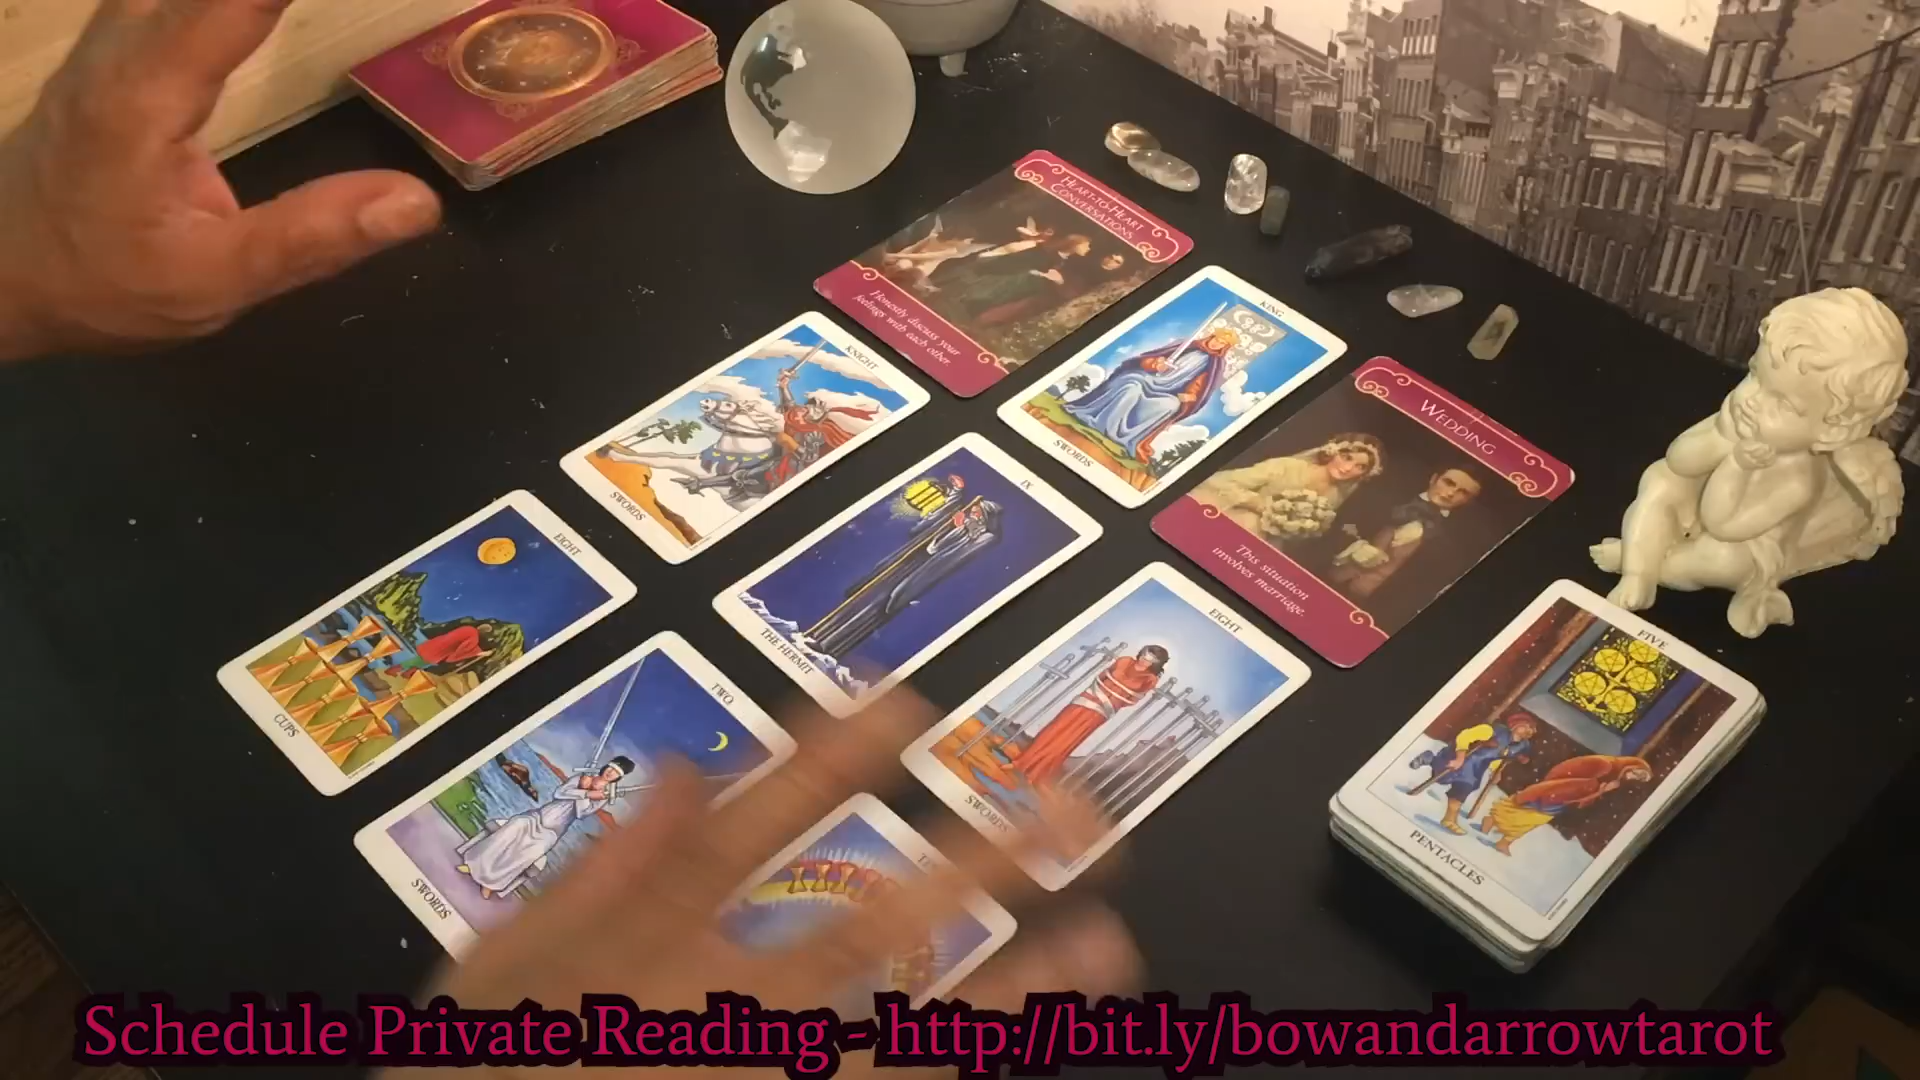 HEART-TO-HEART
CONVERSATIONS
Honestly discuss your
feelings with each other.
KING
SWORDS
KNIGHT
SWORDS
WEDDING
This situation
involves marriage.
IX
THE HERMIT
EIGHT
CUPS
EIGHT
SWORDS
TWO
SWORDS
FIVE
PENTACLES
Schedule Private Reading - http://bit.ly/bowandarrowtarot